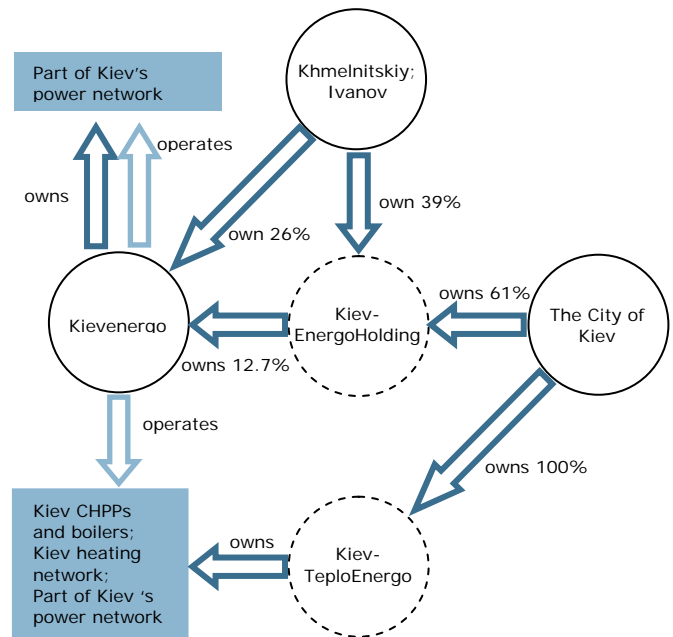 Part of Kiev's
power network
Khmelnitskiy;
Ivanov
operates
owns
own 39%
own 26%
Kievenergo
Kiev-
EnergoHolding
owns 61%
The City of
Kiev
owns 12.7%
operates
owns 100%
Kiev CHPPs
and boilers;
Kiev heating
network;
Part of Kiev 's
power network
owns
Kiev-
TeploEnergo